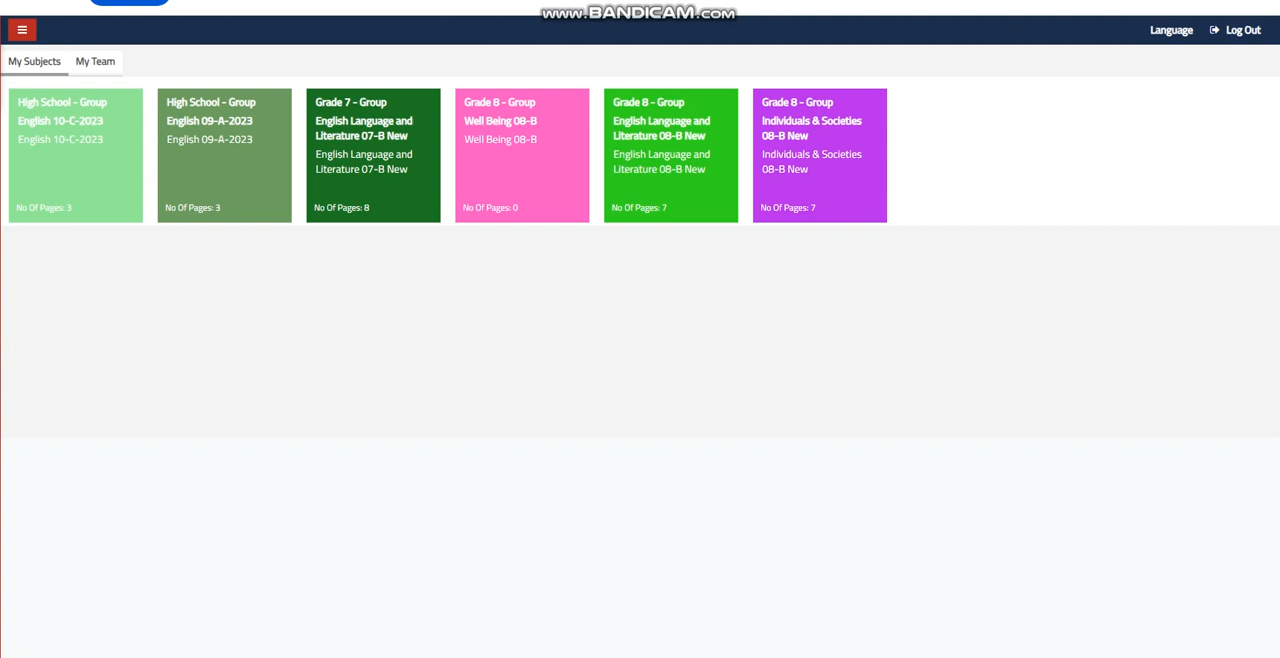 www.BANDICAM.com
Language
Log Out
My Subjects
My Team
High School - Group
English 10-C-2023
English 10-C-2023
No Of Pages: 3
High School - Group
English 09-A-2023
English 09-A-2023
No Of Pages: 3
Grade 7 - Group
English Language and
Literature 07-B New
English Language and
Literature 07-B New
No Of Pages: 8
Grade 8 - Group
Well Being 08-B
Well Being 08-B
No Of Pages: 0
Grade 8 - Group
English Language and
Literature 08-B New
English Language and
Literature 08-B New
No Of Pages: 7
Grade 8 - Group
Individuals & Societies
08-B New
Individuals & Societies
08-B New
No Of Pages: 7